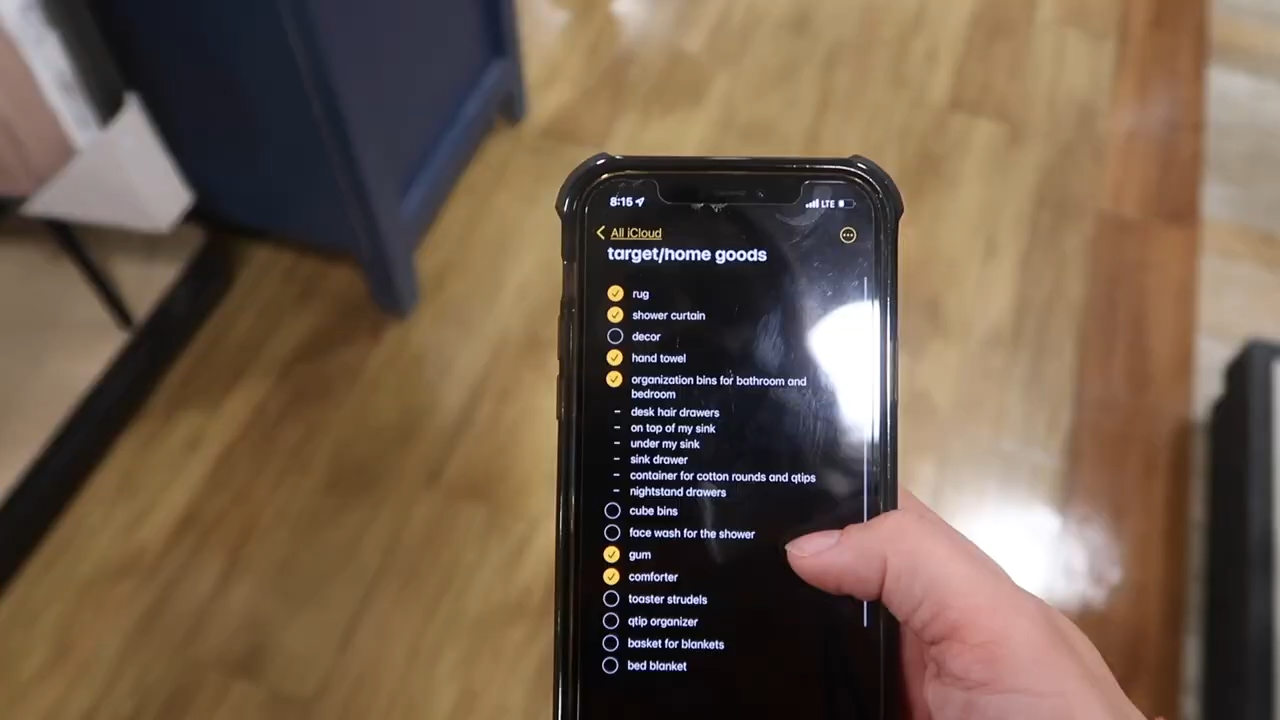 8:15
LTE
All iCloud
target/home goods
rug
shower curtain
decor
hand towel
organization bins for bathroom and
bedroom
- desk hair drawers
- on top of my sink
- under my sink
- sink drawer
- container for cotton rounds and qtips
- nightstand drawers
cube bins
face wash for the shower
gum
comforter
toaster strudels
qtip organizer
basket for blankets
bed blanket